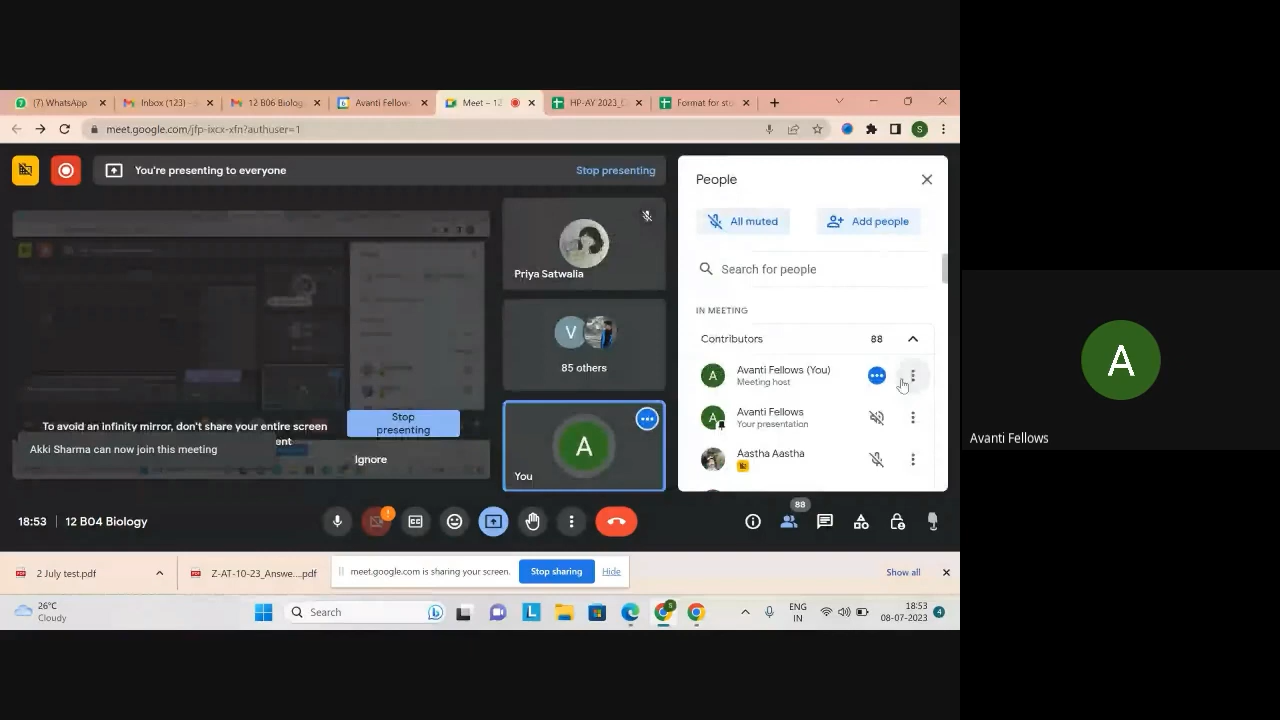 (7) WhatsApp
Inbox (123) -
12 B06 Biolog
Avanti Fellows
Meet – 12
HP-AY 2023_
Format for stu
meet.google.com/jfp-ixcx-xfn?authuser=1
S
You're presenting to everyone
Stop presenting
To avoid an infinity mirror, don't share your entire screen
Akki Sharma can now join this meeting
Stop
presenting
Ignore
Priya Satwalia
V
85 others
A
You
People
All muted
Add people
Search for people
IN MEETING
Contributors 88
A
Avanti Fellows (You)
Meeting host
A
Avanti Fellows
Your presentation
Aastha Aastha
18:53 | 12 B04 Biology
88
2 July test.pdf
Z-AT-10-23_Answe....pdf
meet.google.com is sharing your screen.
Stop sharing
Hide
Show all
26°C
Cloudy
Search
L
ENG
IN
18:53
08-07-2023
4
A
Avanti Fellows